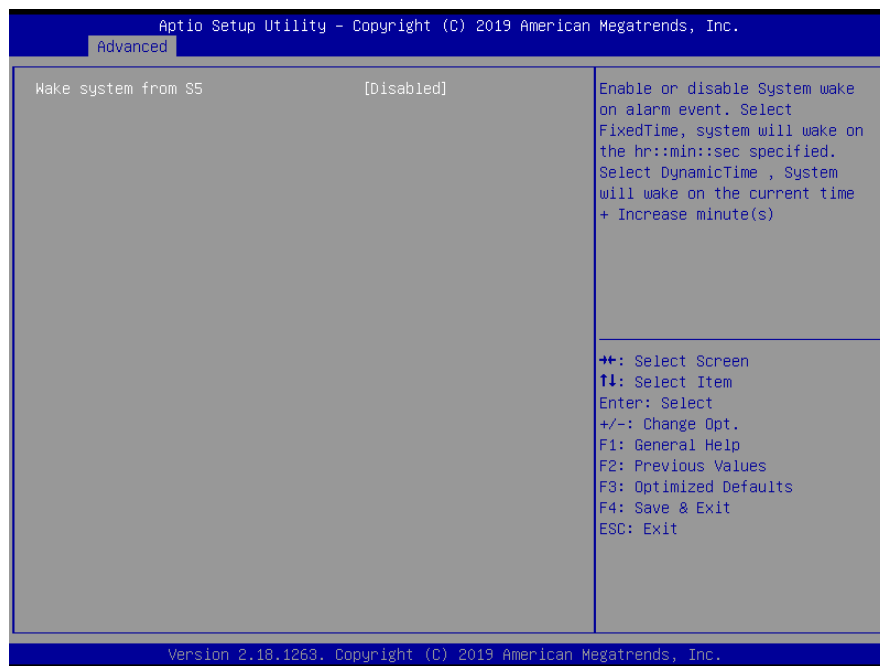 Aptio Setup Utility – Copyright (C) 2019 American Megatrends, Inc.
Advanced
Wake system from S5 [Disabled]
Enable or disable System wake
on alarm event. Select
FixedTime, system will wake on
the hr::min::sec specified.
Select DynamicTime , System
will wake on the current time
+ Increase minute(s)
→←: Select Screen
↑↓: Select Item
Enter: Select
+/-: Change Opt.
F1: General Help
F2: Previous Values
F3: Optimized Defaults
F4: Save & Exit
ESC: Exit
Version 2.18.1263. Copyright (C) 2019 American Megatrends, Inc.